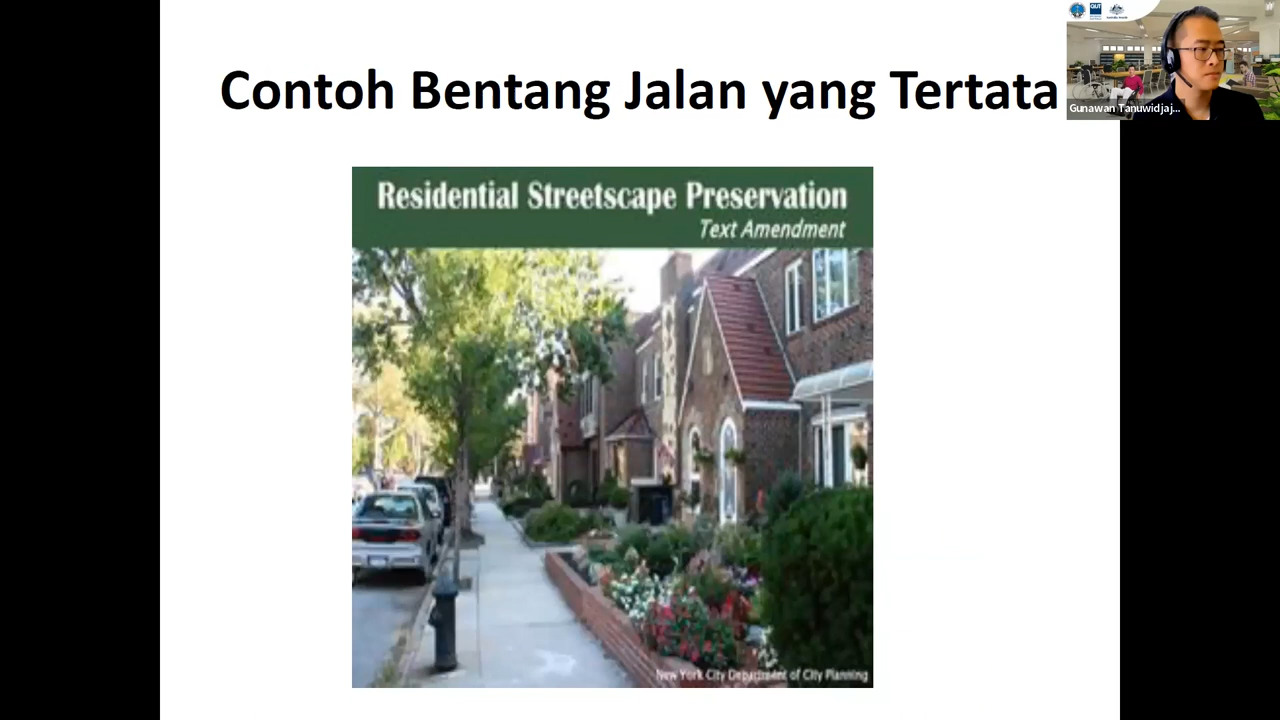 Contoh Bentang Jalan yang Tertata
QUT
Gunawan Tanuwidjaj...
Residential Streetscape Preservation
Text Amendment
New York City Department of City Planning